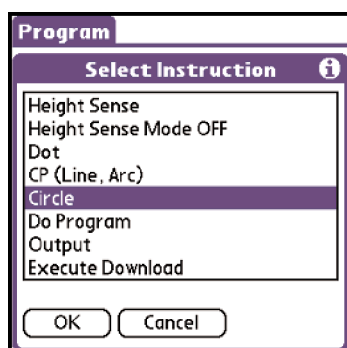 Program
Select Instruction i
Height Sense
Height Sense Mode OFF
Dot
CP (Line, Arc)
Circle
Do Program
Output
Execute Download
OK Cancel